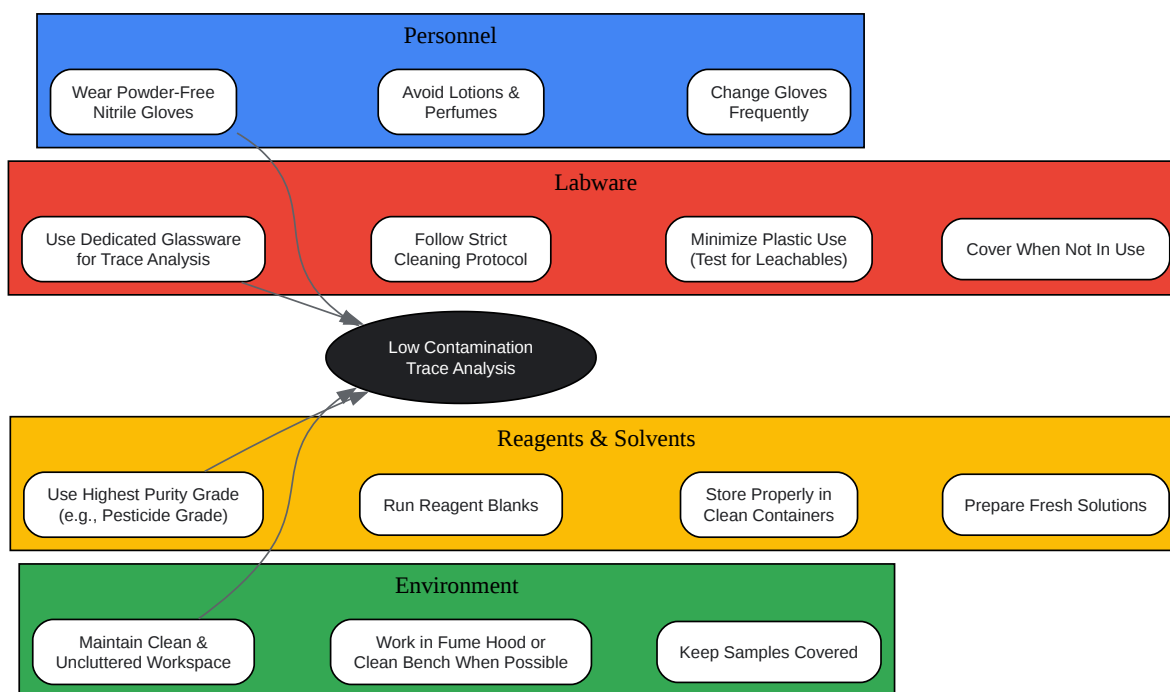 Personnel
Wear Powder-Free
Nitrile Gloves
Avoid Lotions &
Perfumes
Change Gloves
Frequently
Labware
Use Dedicated Glassware
for Trace Analysis
Follow Strict
Cleaning Protocol
Minimize Plastic Use
(Test for Leachables)
Cover When Not In Use
Low Contamination
Trace Analysis
Reagents & Solvents
Use Highest Purity Grade
(e.g., Pesticide Grade)
Run Reagent Blanks
Store Properly in
Clean Containers
Prepare Fresh Solutions
Environment
Maintain Clean &
Uncluttered Workspace
Work in Fume Hood or
Clean Bench When Possible
Keep Samples Covered